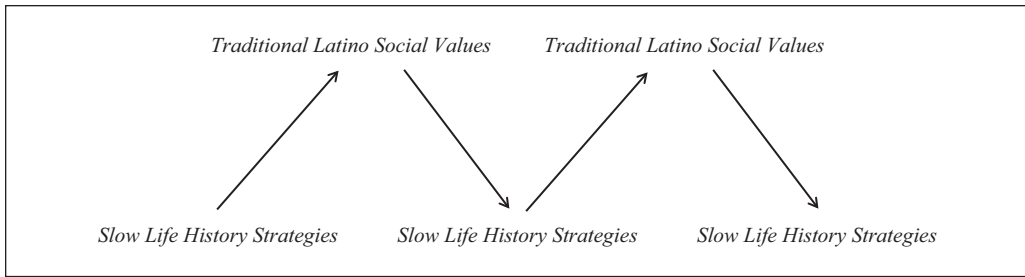 Traditional Latino Social Values Traditional Latino Social Values
Slow Life History Strategies Slow Life History Strategies Slow Life History Strategies